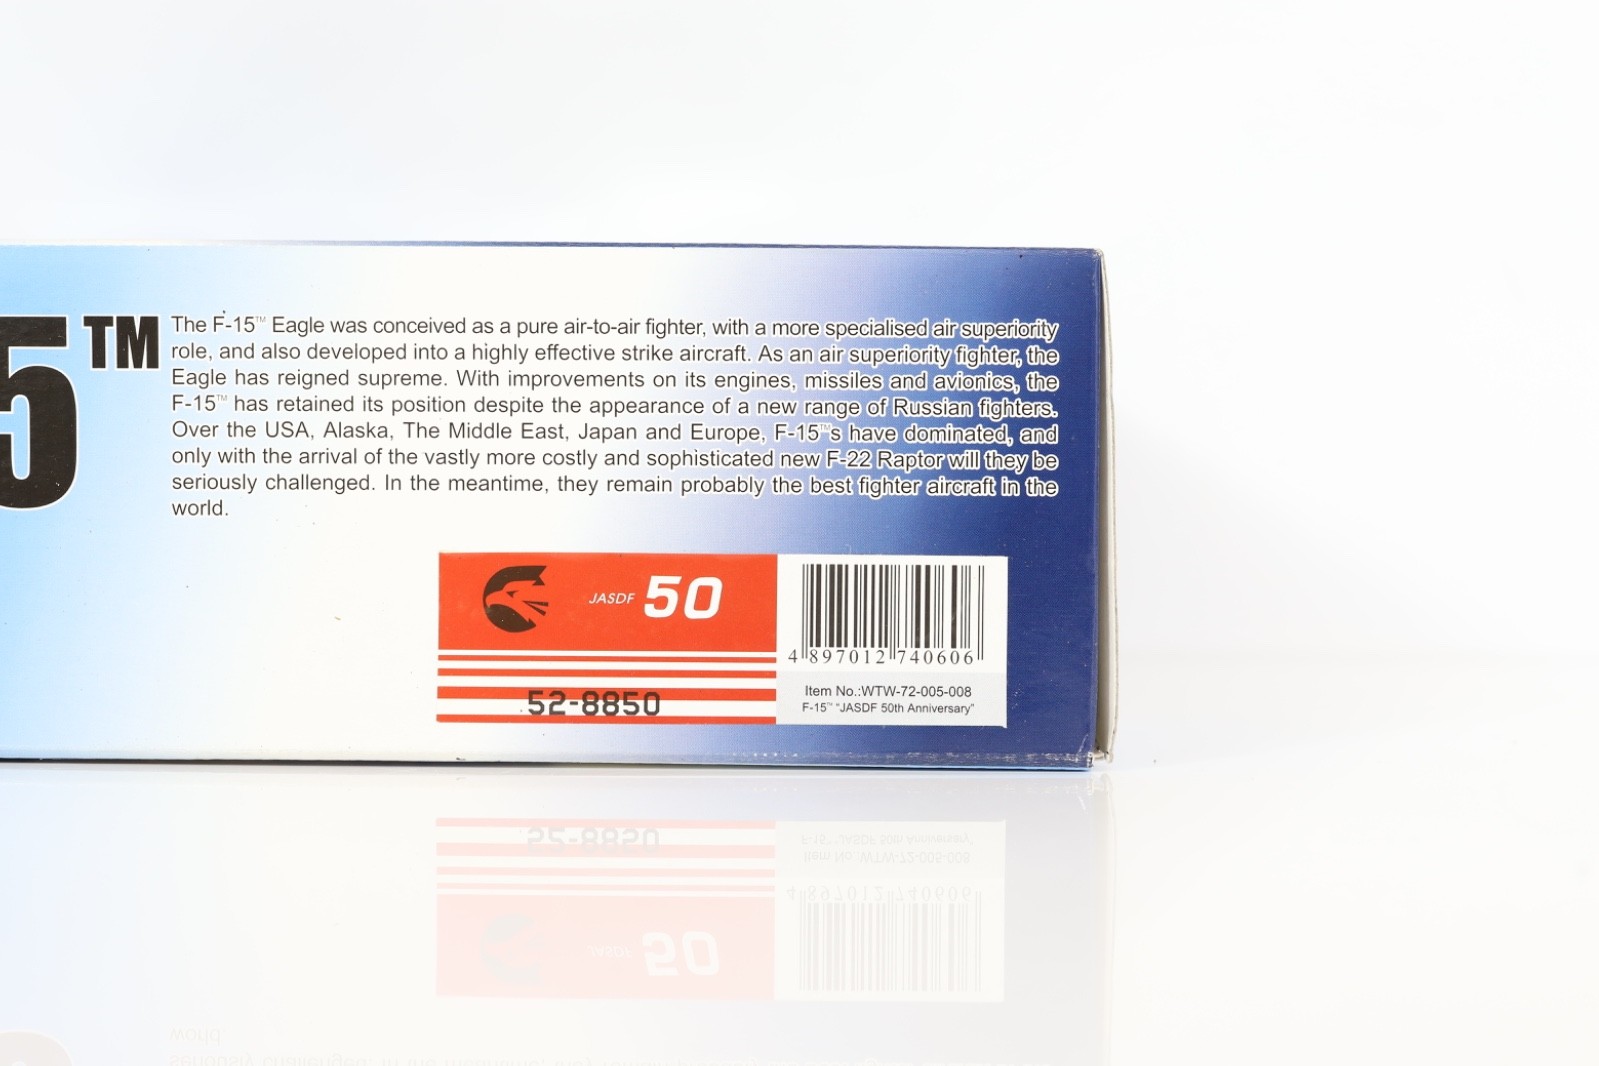 5™
The F-15™ Eagle was conceived as a pure air-to-air fighter, with a more specialised air superiority
role, and also developed into a highly effective strike aircraft. As an air superiority fighter, the
Eagle has reigned supreme. With improvements on its engines, missiles and avionics, the
F-15™ has retained its position despite the appearance of a new range of Russian fighters.
Over the USA, Alaska, The Middle East, Japan and Europe, F-15™s have dominated, and
only with the arrival of the vastly more costly and sophisticated new F-22 Raptor will they be
seriously challenged. In the meantime, they remain probably the best fighter aircraft in the
world.
JASDF 50
52-8850
4 897012 740606
Item No.:WTW-72-005-008
F-15™ "JASDF 50th Anniversary"